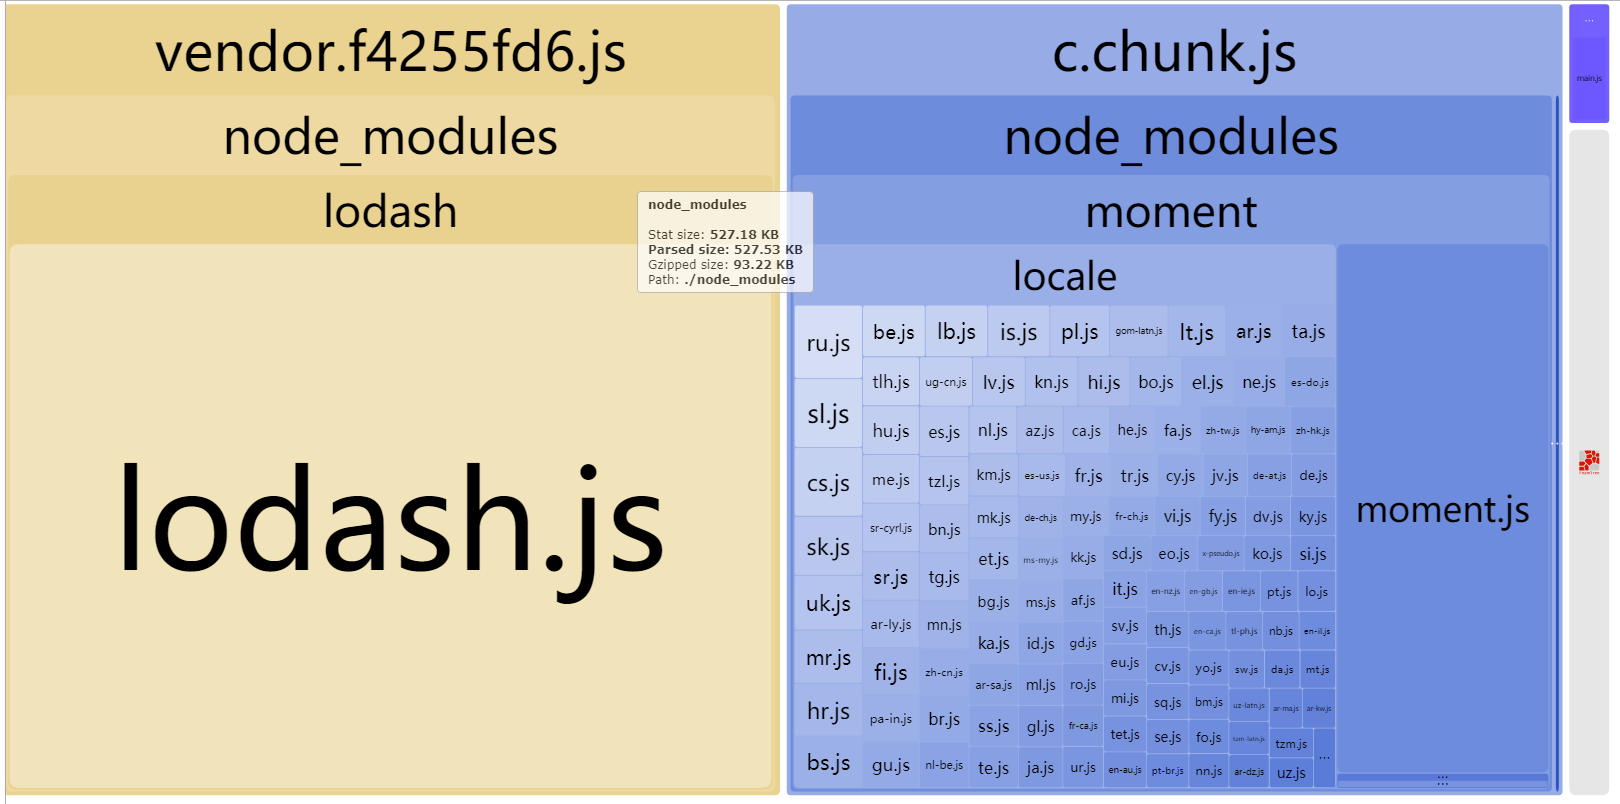 vendor.f4255fd6.js
node_modules
lodash
lodash.js
node_modules
Stat size: 527.18 KB
Parsed size: 527.53 KB
Gzipped size: 93.22 KB
Path: ./node_modules
c.chunk.js
node_modules
moment
locale
ru.js
sl.js
cs.js
sk.js
uk.js
mr.js
hr.js
bs.js
be.js lb.js is.js pl.js gom-latn.js lt.js ar.js ta.js
tlh.js ug-cn.js lv.js kn.js hi.js bo.js el.js ne.js es-do.js
hu.js es.js nl.js az.js ca.js he.js fa.js zh-tw.js hy-am.js zh-hk.js
me.js tzl.js km.js es-us.js fr.js tr.js cy.js jv.js de-at.js de.js
sr-cyrl.js bn.js mk.js de-ch.js my.js fr-ch.js vi.js fy.js dv.js ky.js
et.js ms-my.js kk.js sd.js eo.js x-pseudo.js ko.js si.js
sr.js tg.js bg.js ms.js af.js it.js en-nz.js en-gb.js en-ie.js pt.js lo.js
ar-ly.js mn.js ka.js id.js gd.js sv.js th.js en-ca.js tl-ph.js nb.js en-il.js
fi.js zh-cn.js ar-sa.js ml.js ro.js eu.js cv.js yo.js sw.js da.js mt.js
pa-in.js br.js ss.js gl.js fr-ca.js mi.js sq.js bm.js uz-latn.js ar-ma.js ar-kw.js
tet.js se.js fo.js tzm-latn.js tzm.js ...
gu.js nl-be.js te.js ja.js ur.js en-au.js pt-br.js nn.js ar-dz.js uz.js
moment.js
...
main.js